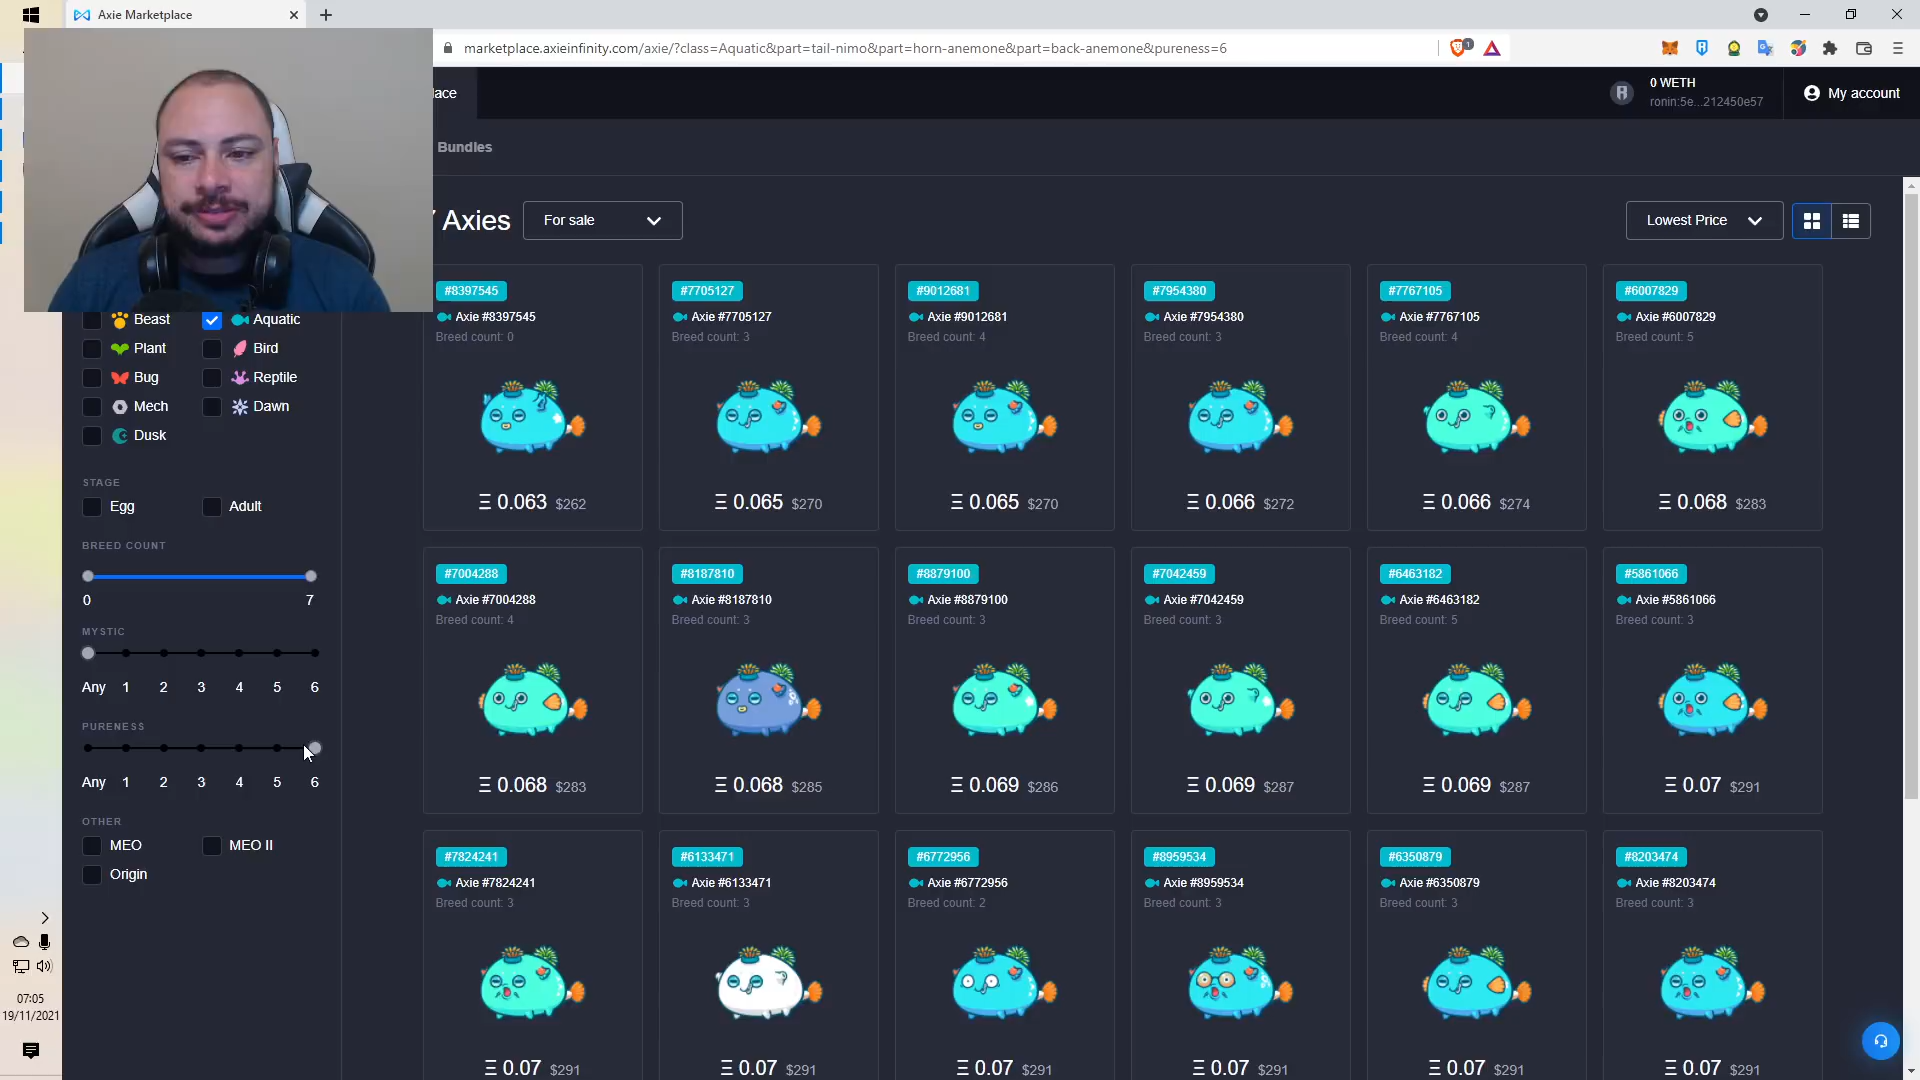 Axie Marketplace
marketplace.axieinfinity.com/axie/?class=Aquatic&part=tail-nimo&part=horn-anemone&part=back-anemone&pureness=6
1
lace
0 WETH
ronin:5e...212450e57
My account
Bundles
Axies
For sale
Lowest Price
Beast
Aquatic
Plant
Bird
Bug
Reptile
Mech
Dawn
Dusk
STAGE
Egg
Adult
BREED COUNT
0 7
MYSTIC
Any 1 2 3 4 5 6
PURENESS
Any 1 2 3 4 5 6
OTHER
MEO
MEO II
Origin
#8397545
Axie #8397545
Breed count: 0
Ξ 0.063 $262
#7705127
Axie #7705127
Breed count: 3
Ξ 0.065 $270
#9012681
Axie #9012681
Breed count: 4
Ξ 0.065 $270
#7954380
Axie #7954380
Breed count: 3
Ξ 0.066 $272
#7767105
Axie #7767105
Breed count: 4
Ξ 0.066 $274
#6007829
Axie #6007829
Breed count: 5
Ξ 0.068 $283
#7004288
Axie #7004288
Breed count: 4
Ξ 0.068 $283
#8187810
Axie #8187810
Breed count: 3
Ξ 0.068 $285
#8879100
Axie #8879100
Breed count: 3
Ξ 0.069 $286
#7042459
Axie #7042459
Breed count: 3
Ξ 0.069 $287
#6463182
Axie #6463182
Breed count: 5
Ξ 0.069 $287
#5861066
Axie #5861066
Breed count: 3
Ξ 0.07 $291
#7824241
Axie #7824241
Breed count: 3
Ξ 0.07 $291
#6133471
Axie #6133471
Breed count: 3
Ξ 0.07 $291
#6772956
Axie #6772956
Breed count: 2
Ξ 0.07 $291
#8959534
Axie #8959534
Breed count: 3
Ξ 0.07 $291
#6350879
Axie #6350879
Breed count: 3
Ξ 0.07 $291
#8203474
Axie #8203474
Breed count: 3
Ξ 0.07 $291
07:05
19/11/2021